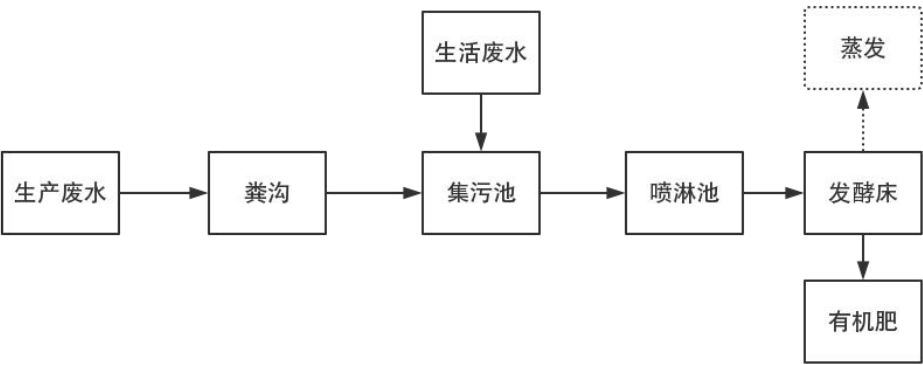 生活废水
蒸发
生产废水
粪沟
集污池
喷淋池
发酵床
有机肥